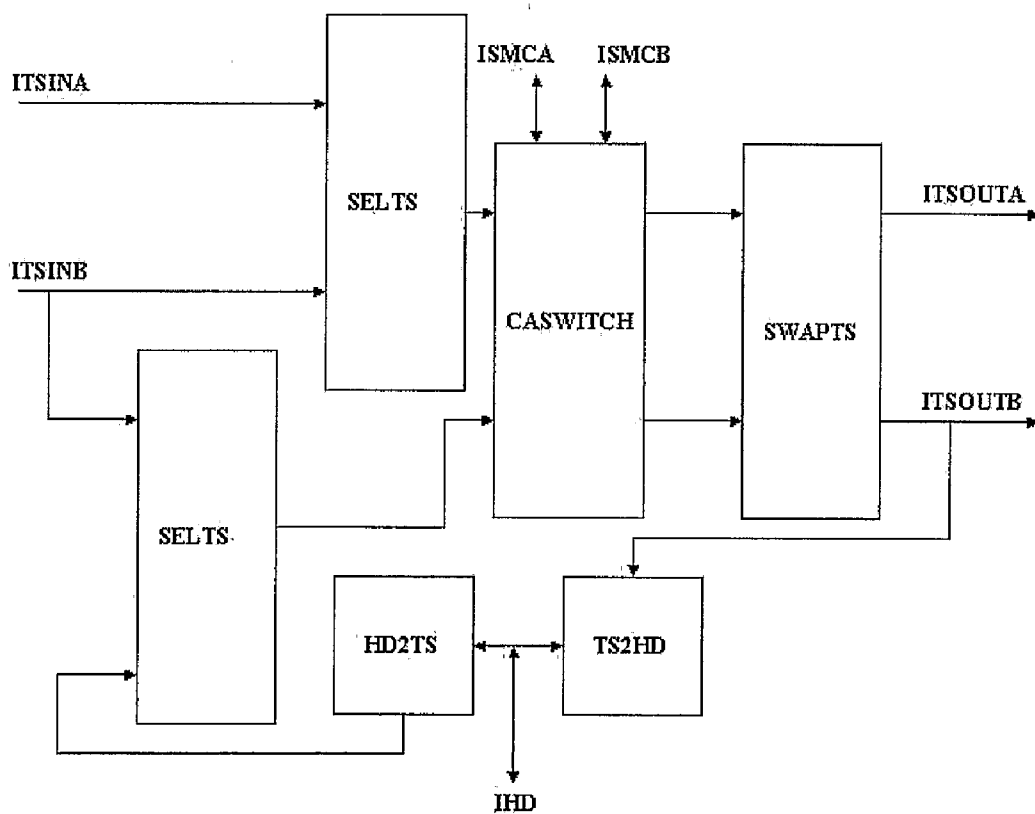 ISMCA ISMCB
ITSINA
SELTS
ITSOUTA
ITSINB
CASWITCH
SWAPTS
ITSOUTB
SELTS
HD2TS
TS2HD
IHD